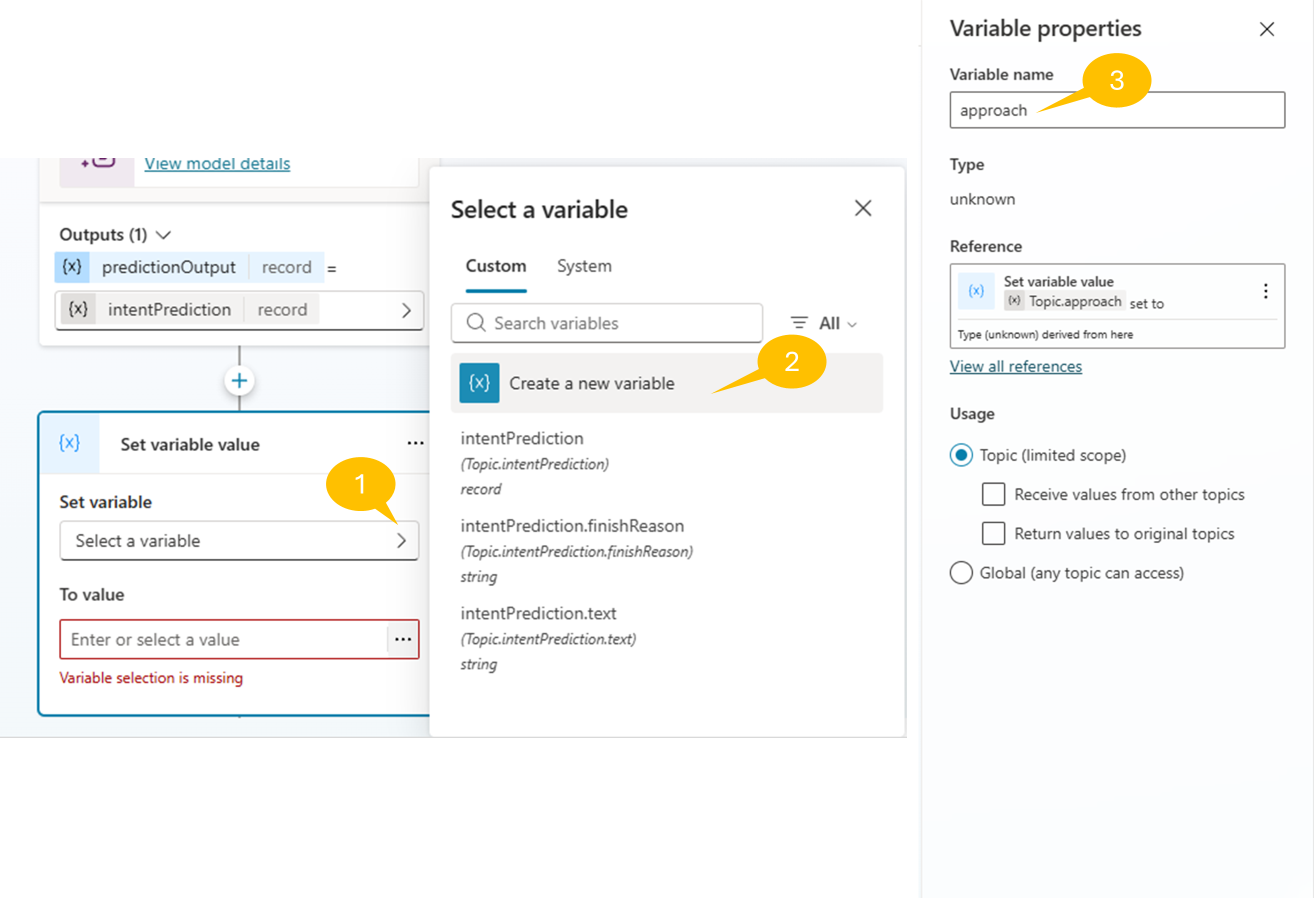 View model details
Outputs (1)
{x} predictionOutput record =
{x} intentPrediction record
{x} Set variable value ...
1
Set variable
Select a variable
To value
Enter or select a value ...
Variable selection is missing
Select a variable
Custom System
Search variables
All
2
{x} Create a new variable
intentPrediction
(Topic.intentPrediction)
record
intentPrediction.finishReason
(Topic.intentPrediction.finishReason)
string
intentPrediction.text
(Topic.intentPrediction.text)
string
Variable properties
Variable name
3
approach
Type
unknown
Reference
{x} Set variable value
{x} Topic.approach set to
Type (unknown) derived from here
View all references
Usage
Topic (limited scope)
Receive values from other topics
Return values to original topics
Global (any topic can access)